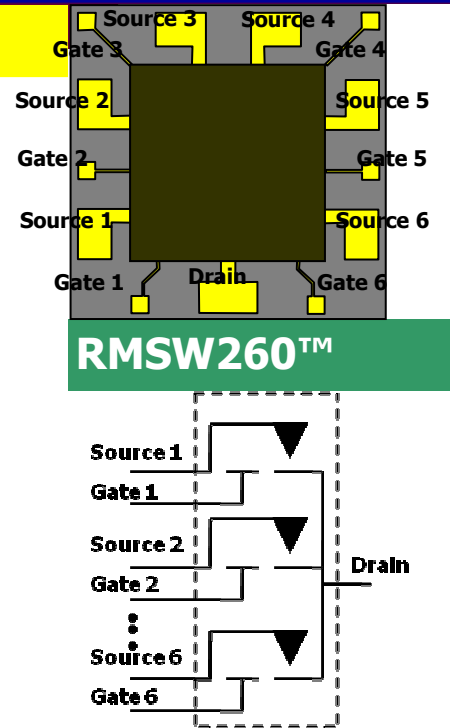 Source 3 Source 4
Gate 3 Gate 4
Source 2 Source 5
Gate 2 Gate 5
Source 1 Source 6
Gate 1 Drain Gate 6
RMSW260™
Source 1
Gate 1
Source 2
Drain
Gate 2
Source 6
Gate 6